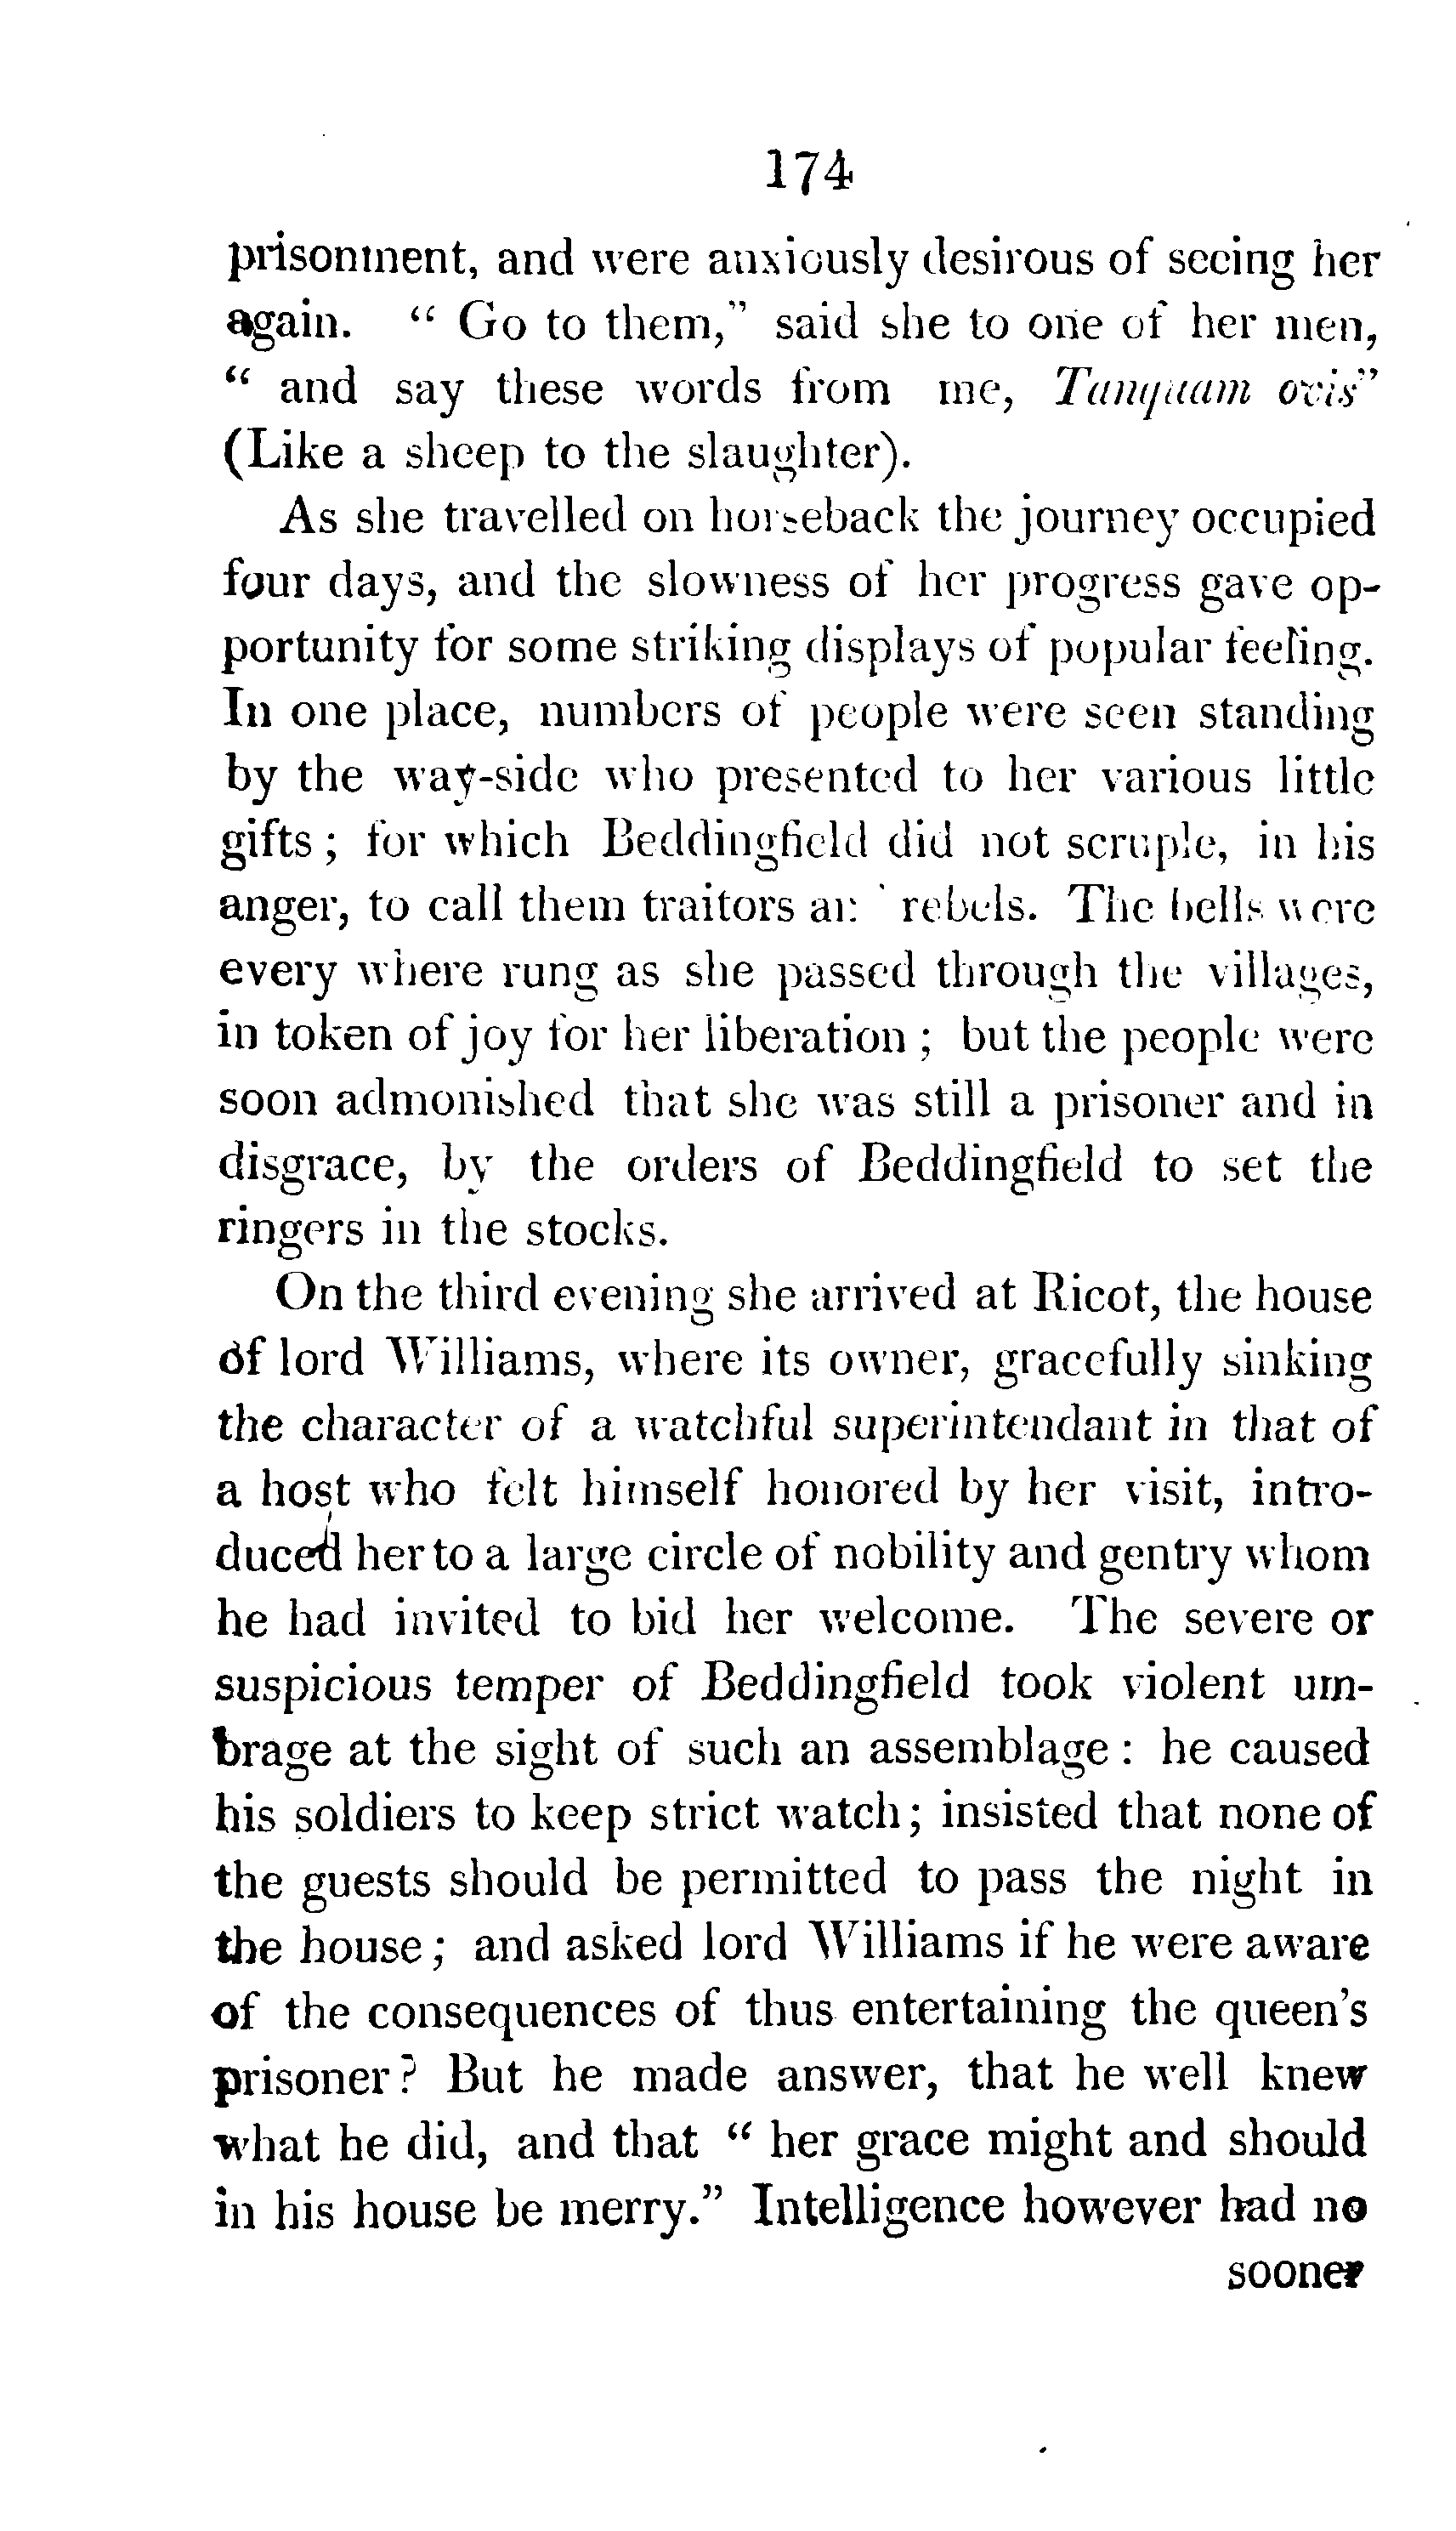 174
prisonment, and were anxiously desirous of seeing her
again. “ Go to them,” said she to one of her men,
“ and say these words from me, Tanquam ovis”
(Like a sheep to the slaughter).
As she travelled on horseback the journey occupied
four days, and the slowness of her progress gave op-
portunity for some striking displays of popular feeling.
In one place, numbers of people were seen standing
by the way-side who presented to her various little
gifts ; for which Beddingfield did not scruple, in his
anger, to call them traitors and rebels. The bells were
every where rung as she passed through the villages,
in token of joy for her liberation ; but the people were
soon admonished that she was still a prisoner and in
disgrace, by the orders of Beddingfield to set the
ringers in the stocks.
On the third evening she arrived at Ricot, the house
of lord Williams, where its owner, gracefully sinking
the character of a watchful superintendant in that of
a host who felt himself honored by her visit, intro-
duced her to a large circle of nobility and gentry whom
he had invited to bid her welcome. The severe or
suspicious temper of Beddingfield took violent um-
brage at the sight of such an assemblage : he caused
his soldiers to keep strict watch ; insisted that none of
the guests should be permitted to pass the night in
the house ; and asked lord Williams if he were aware
of the consequences of thus entertaining the queen's
prisoner ? But he made answer, that he well knew
what he did, and that “ her grace might and should
in his house be merry.” Intelligence however had no
sooner